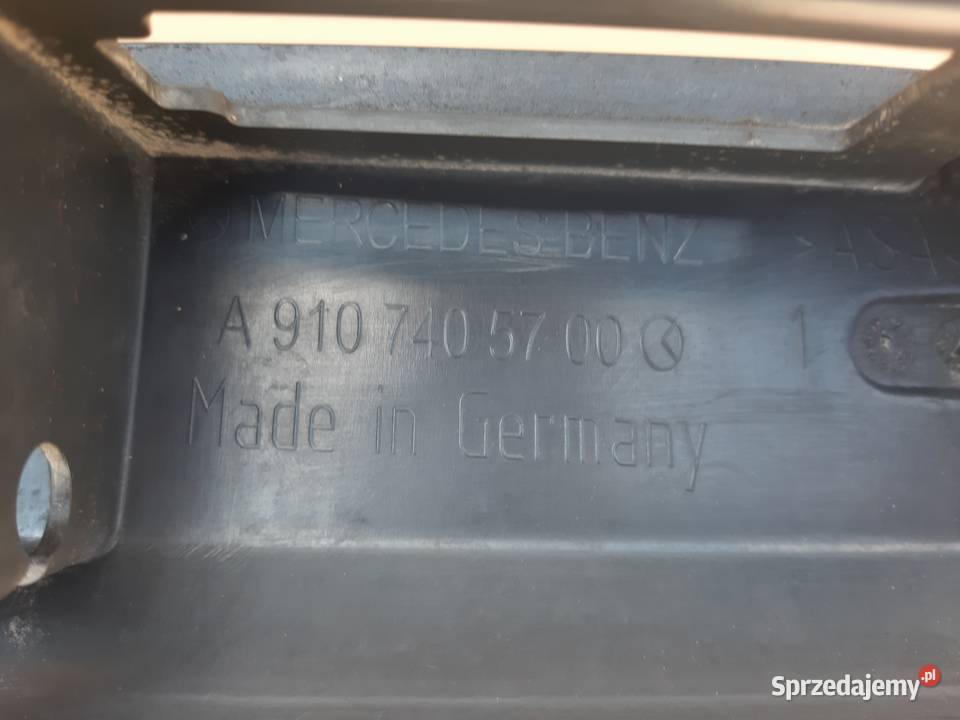 MERCEDES-BENZ
A 910 740 57 00 1
Made in Germany
Sprzedajemy.pl